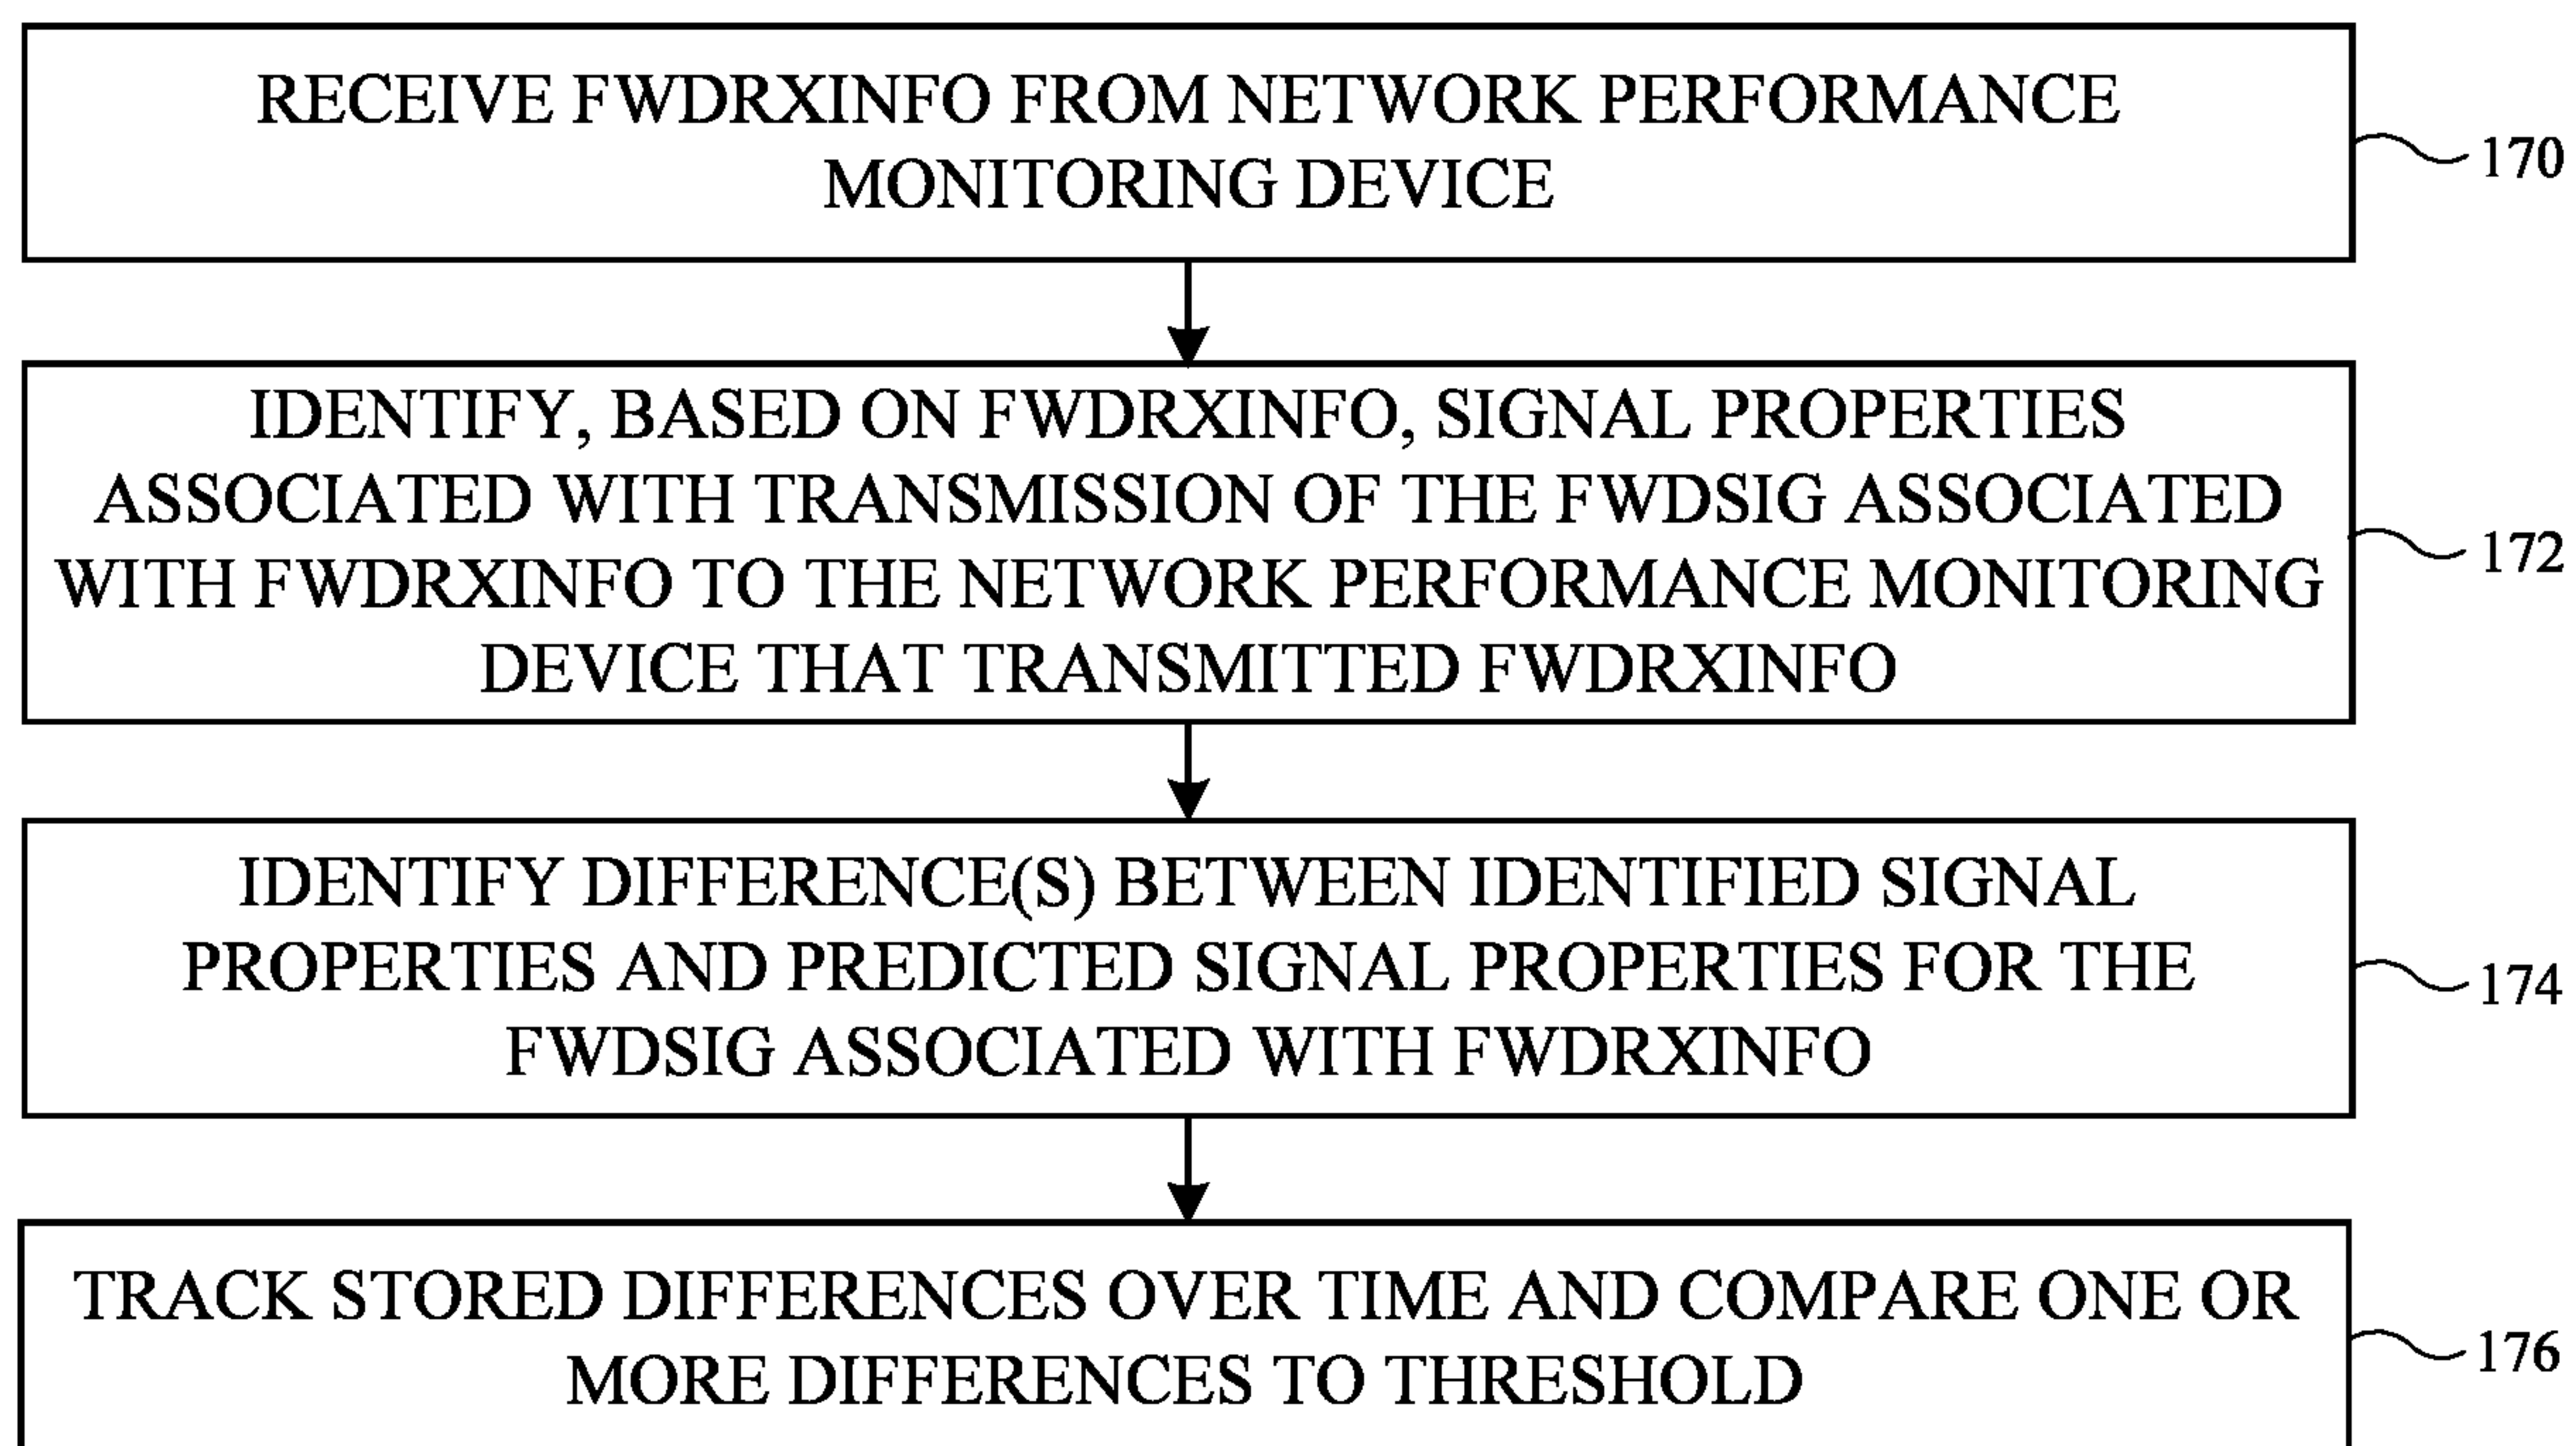 RECEIVE FWDRXINFO FROM NETWORK PERFORMANCE
MONITORING DEVICE
170
IDENTIFY, BASED ON FWDRXINFO, SIGNAL PROPERTIES
ASSOCIATED WITH TRANSMISSION OF THE FWDSIG ASSOCIATED
WITH FWDRXINFO TO THE NETWORK PERFORMANCE MONITORING
DEVICE THAT TRANSMITTED FWDRXINFO
172
IDENTIFY DIFFERENCE(S) BETWEEN IDENTIFIED SIGNAL
PROPERTIES AND PREDICTED SIGNAL PROPERTIES FOR THE
FWDSIG ASSOCIATED WITH FWDRXINFO
174
TRACK STORED DIFFERENCES OVER TIME AND COMPARE ONE OR
MORE DIFFERENCES TO THRESHOLD
176